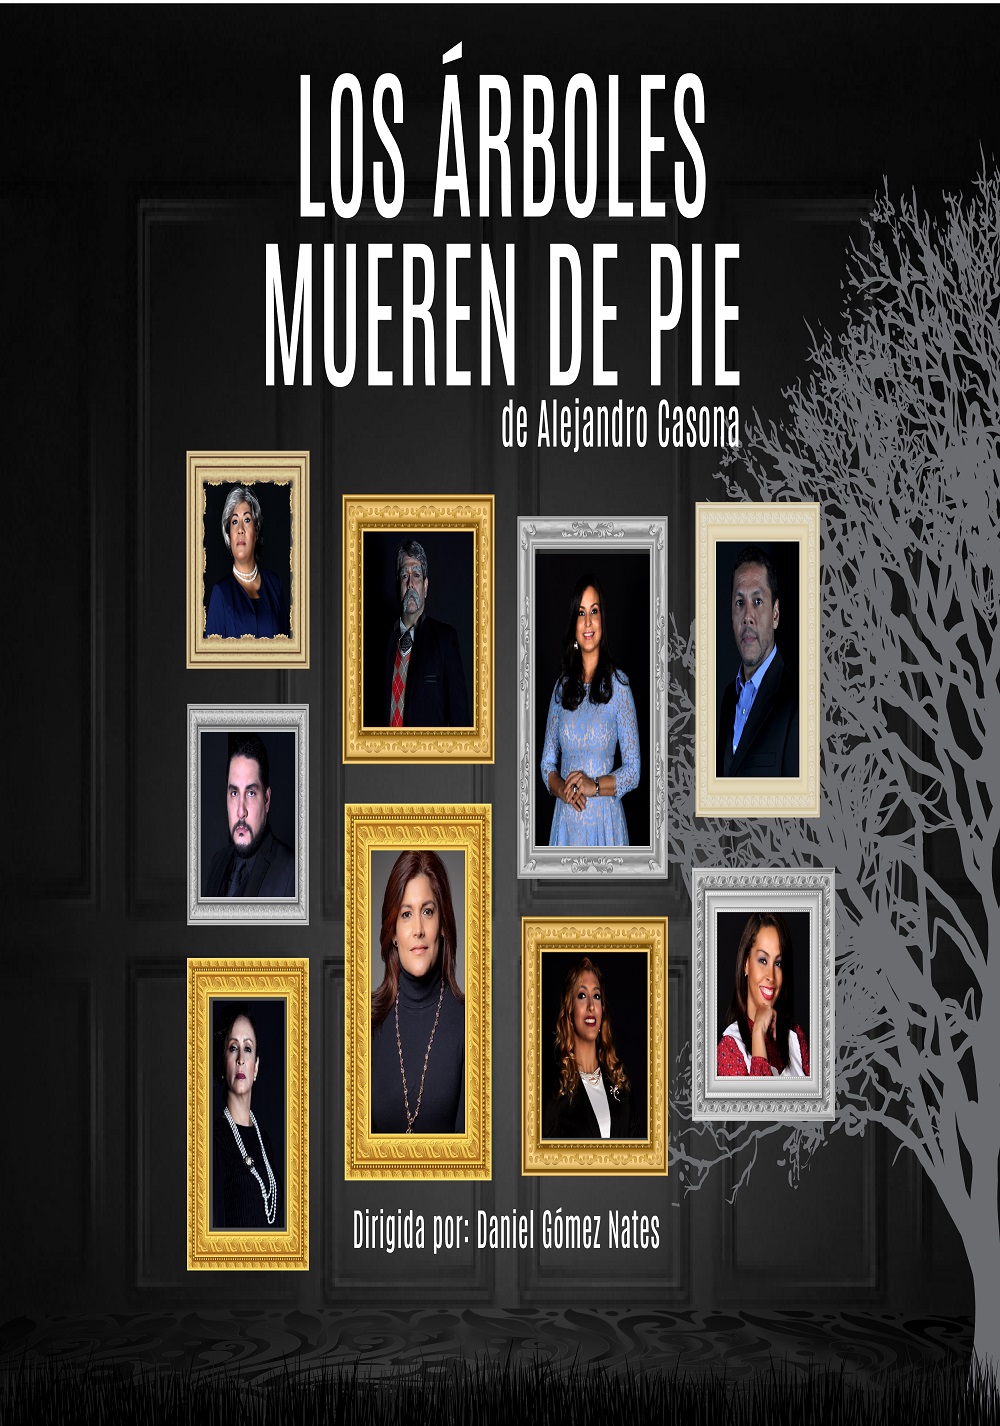 LOS ÁRBOLES
MUEREN DE PIE
de Alejandro Casona
Dirigida por: Daniel Gómez Nates